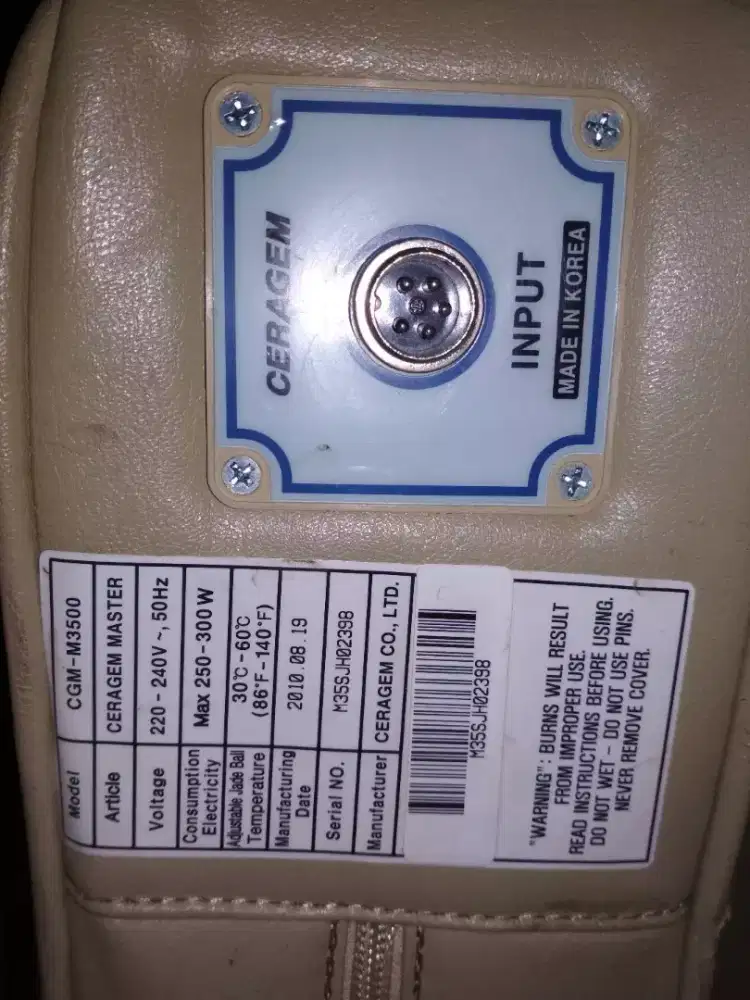 CERAGEM
INPUT
MADE IN KOREA
Model CGM-M3500
Article CERAGEM MASTER
Voltage 220 - 240V ~, 50Hz
Consumption Electricity Max 250-300W
Adjustable Jade Ball Temperature 30℃-60℃ (86°F-140°F)
Manufacturing Date 2010.08.19
Serial NO. M35SJH02398
Manufacturer CERAGEM CO., LTD.
M35SJH02398
"WARNING": BURNS WILL RESULT
FROM IMPROPER USE.
READ INSTRUCTIONS BEFORE USING.
DO NOT WET - DO NOT USE PINS.
NEVER REMOVE COVER.